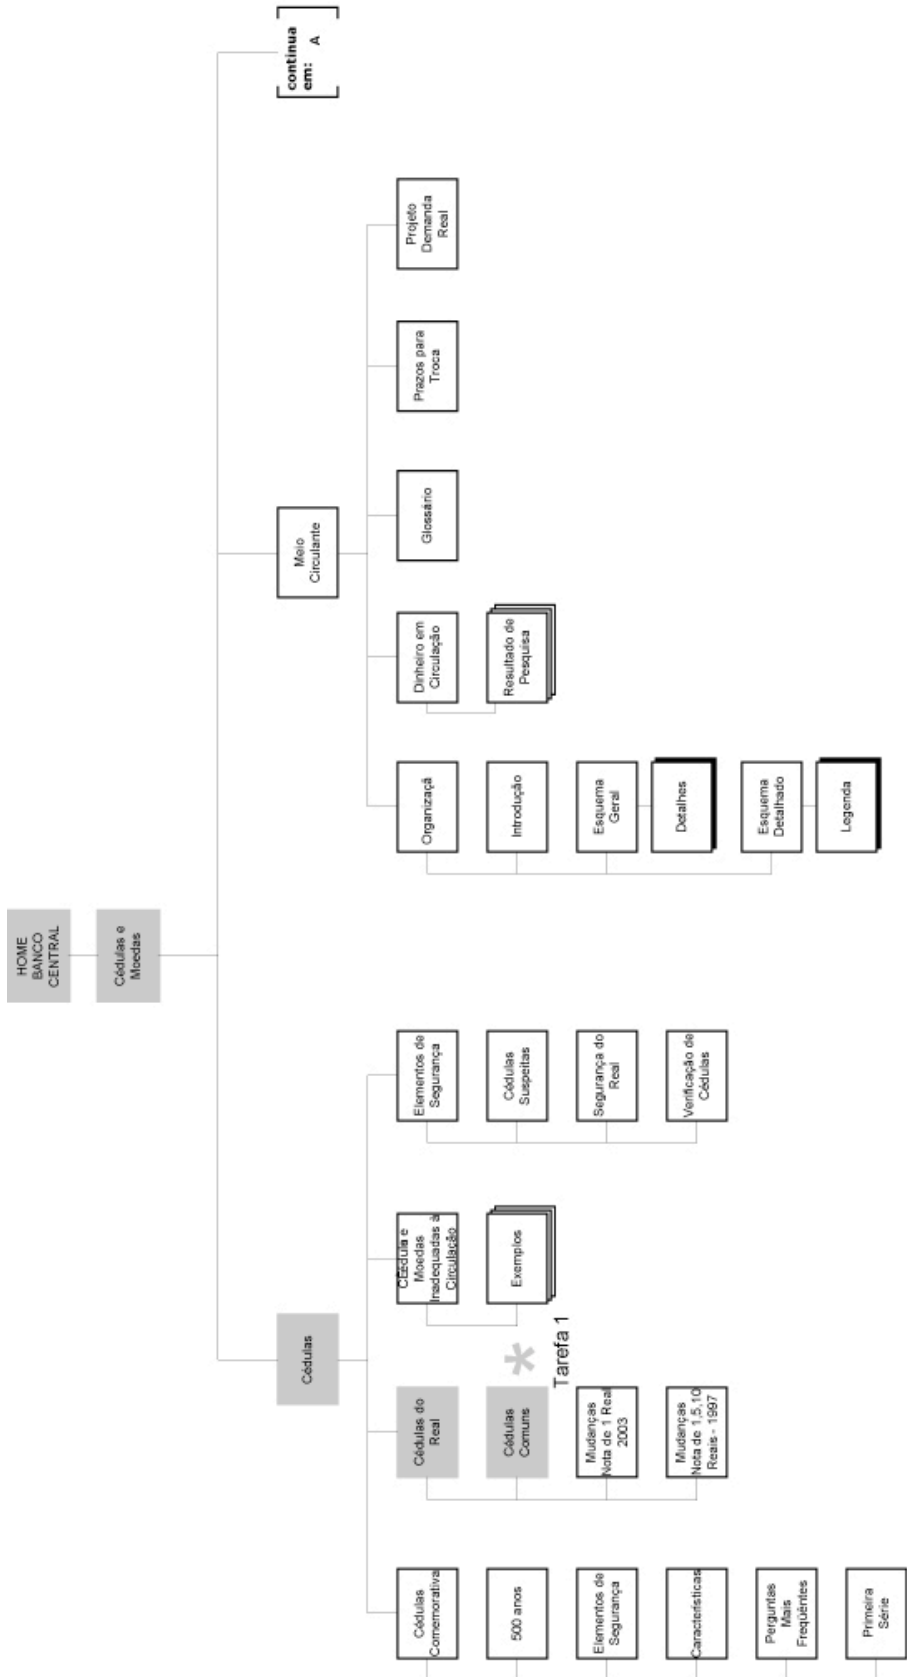 HOME
BANCO
CENTRAL
Cédulas e
Moedas
Cédulas
Meio
Circulante
continua
em: A
Cédulas
Comemorativa
500 anos
Elementos de
Segurança
Características
Perguntas
Mais
Freqüêntes
Primeira
Série
Cédulas do
Real
Cédulas
Comuns
Tarefa 1
Mudanças
Nota de 1 Real
2003
Mudanças
Nota de 1,5,10
Reais - 1997
CEédula e
Moedas
Inadequadas à
Circulação
Exemplos
Elementos de
Segurança
Cédulas
Suspeitas
Segurança do
Real
Verificação de
Cédulas
Organizaçã
Introdução
Esquema
Geral
Detalhes
Esquema
Detalhado
Legenda
Dinheiro em
Circulação
Resultado de
Pesquisa
Glossário
Prazos para
Troca
Projeto
Demanda
Real